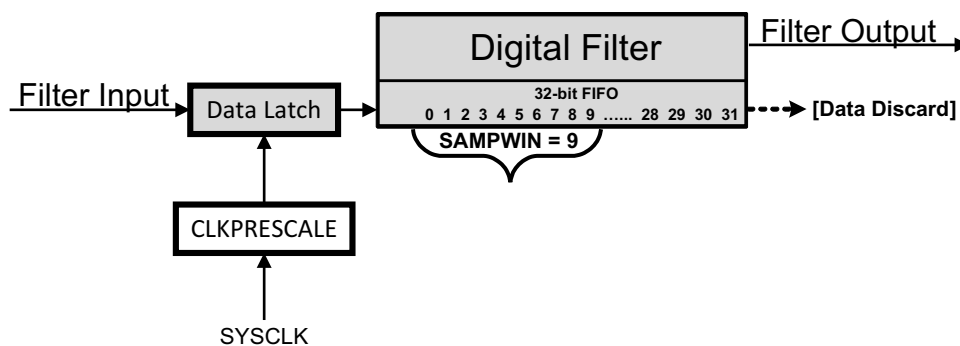 Filter Input
Data Latch
CLKPRESCALE
SYSCLK
Digital Filter
32-bit FIFO
0 1 2 3 4 5 6 7 8 9 ...... 28 29 30 31
SAMPWIN = 9
Filter Output
[Data Discard]